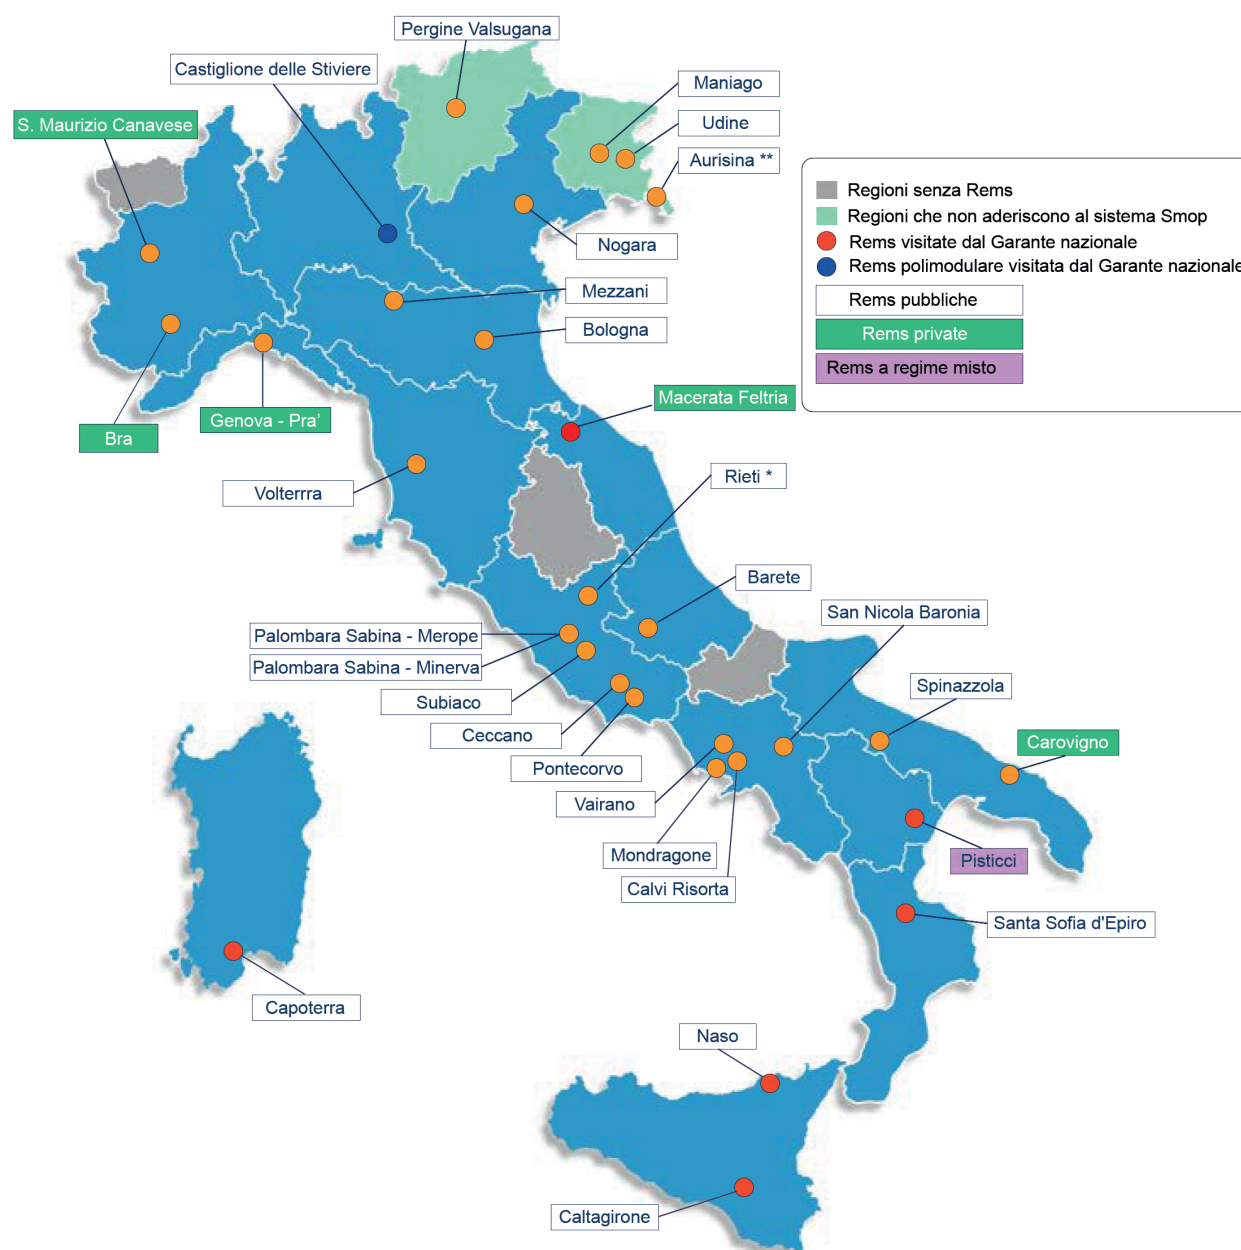 Pergine Valsugana
Castiglione delle Stiviere
Maniago
S. Maurizio Canavese
Udine
Aurisina **
Regioni senza Rems
Regioni che non aderiscono al sistema Smop
Rems visitate dal Garante nazionale
Rems polimodulare visitata dal Garante nazionale
Rems pubbliche
Rems private
Rems a regime misto
Nogara
Mezzani
Bologna
Macerata Feltria
Genova - Pra'
Bra
Volterrra
Rieti *
Barete
San Nicola Baronia
Palombara Sabina - Merope
Palombara Sabina - Minerva
Subiaco
Spinazzola
Ceccano
Carovigno
Pontecorvo
Vairano
Mondragone
Pisticci
Calvi Risorta
Santa Sofia d'Epiro
Capoterra
Naso
Caltagirone